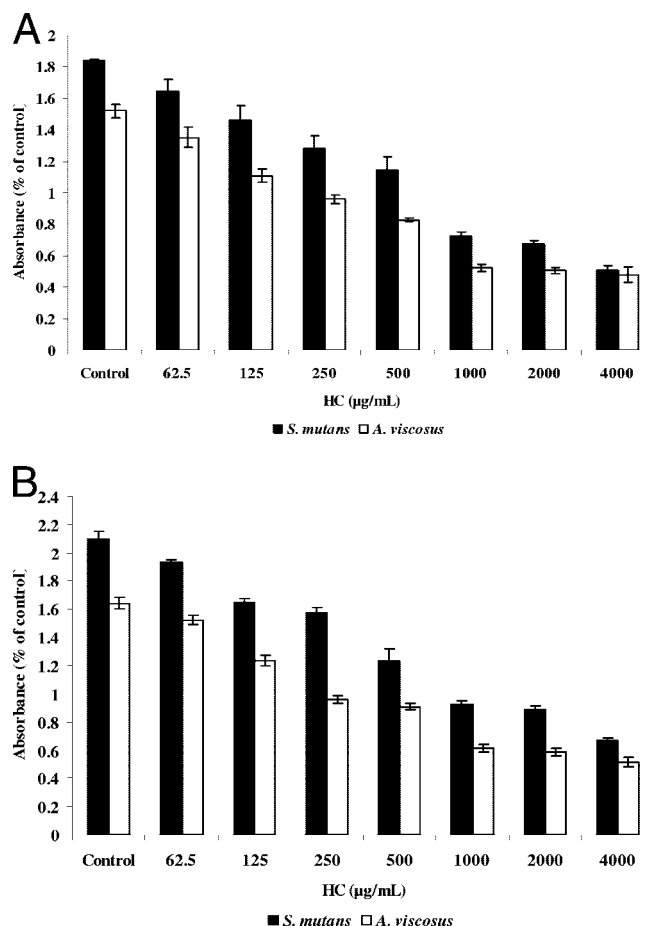 A
2
1.8
1.6
1.4
1.2
1
0.8
0.6
0.4
0.2
0
Absorbance (% of control)
Control 62.5 125 250 500 1000 2000 4000
HC (µg/mL)
S. mutans A. viscosus
B
2.4
2.2
2
1.8
1.6
1.4
1.2
1
0.8
0.6
0.4
0.2
0
Absorbance (% of control)
Control 62.5 125 250 500 1000 2000 4000
HC (µg/mL)
S. mutans A. viscosus